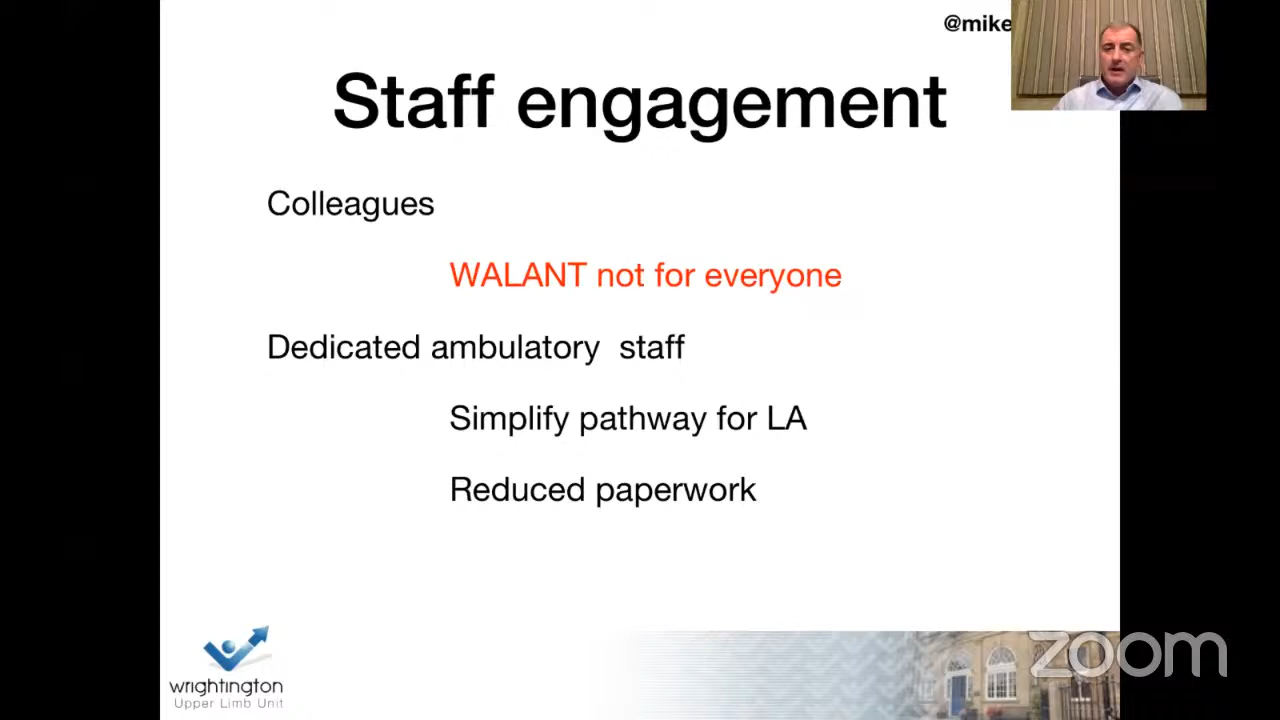 @mike
Staff engagement
Colleagues
WALANT not for everyone
Dedicated ambulatory staff
Simplify pathway for LA
Reduced paperwork
wrightington
Upper Limb Unit
zoom